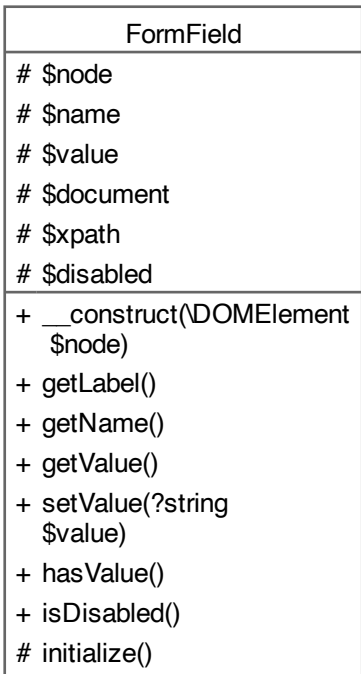 FormField
# $node
# $name
# $value
# $document
# $xpath
# $disabled
+ __construct(\DOMElement
$node)
+ getLabel()
+ getName()
+ getValue()
+ setValue(?string
$value)
+ hasValue()
+ isDisabled()
# initialize()